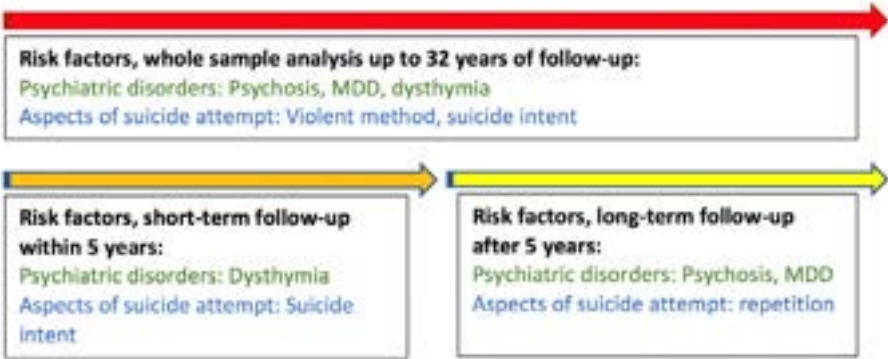 Risk factors, whole sample analysis up to 32 years of follow-up:
Psychiatric disorders: Psychosis, MDD, dysthymia
Aspects of suicide attempt: Violent method, suicide intent
Risk factors, short-term follow-up
within 5 years:
Psychiatric disorders: Dysthymia
Aspects of suicide attempt: Suicide
intent
Risk factors, long-term follow-up
after 5 years:
Psychiatric disorders: Psychosis, MDD
Aspects of suicide attempt: repetition